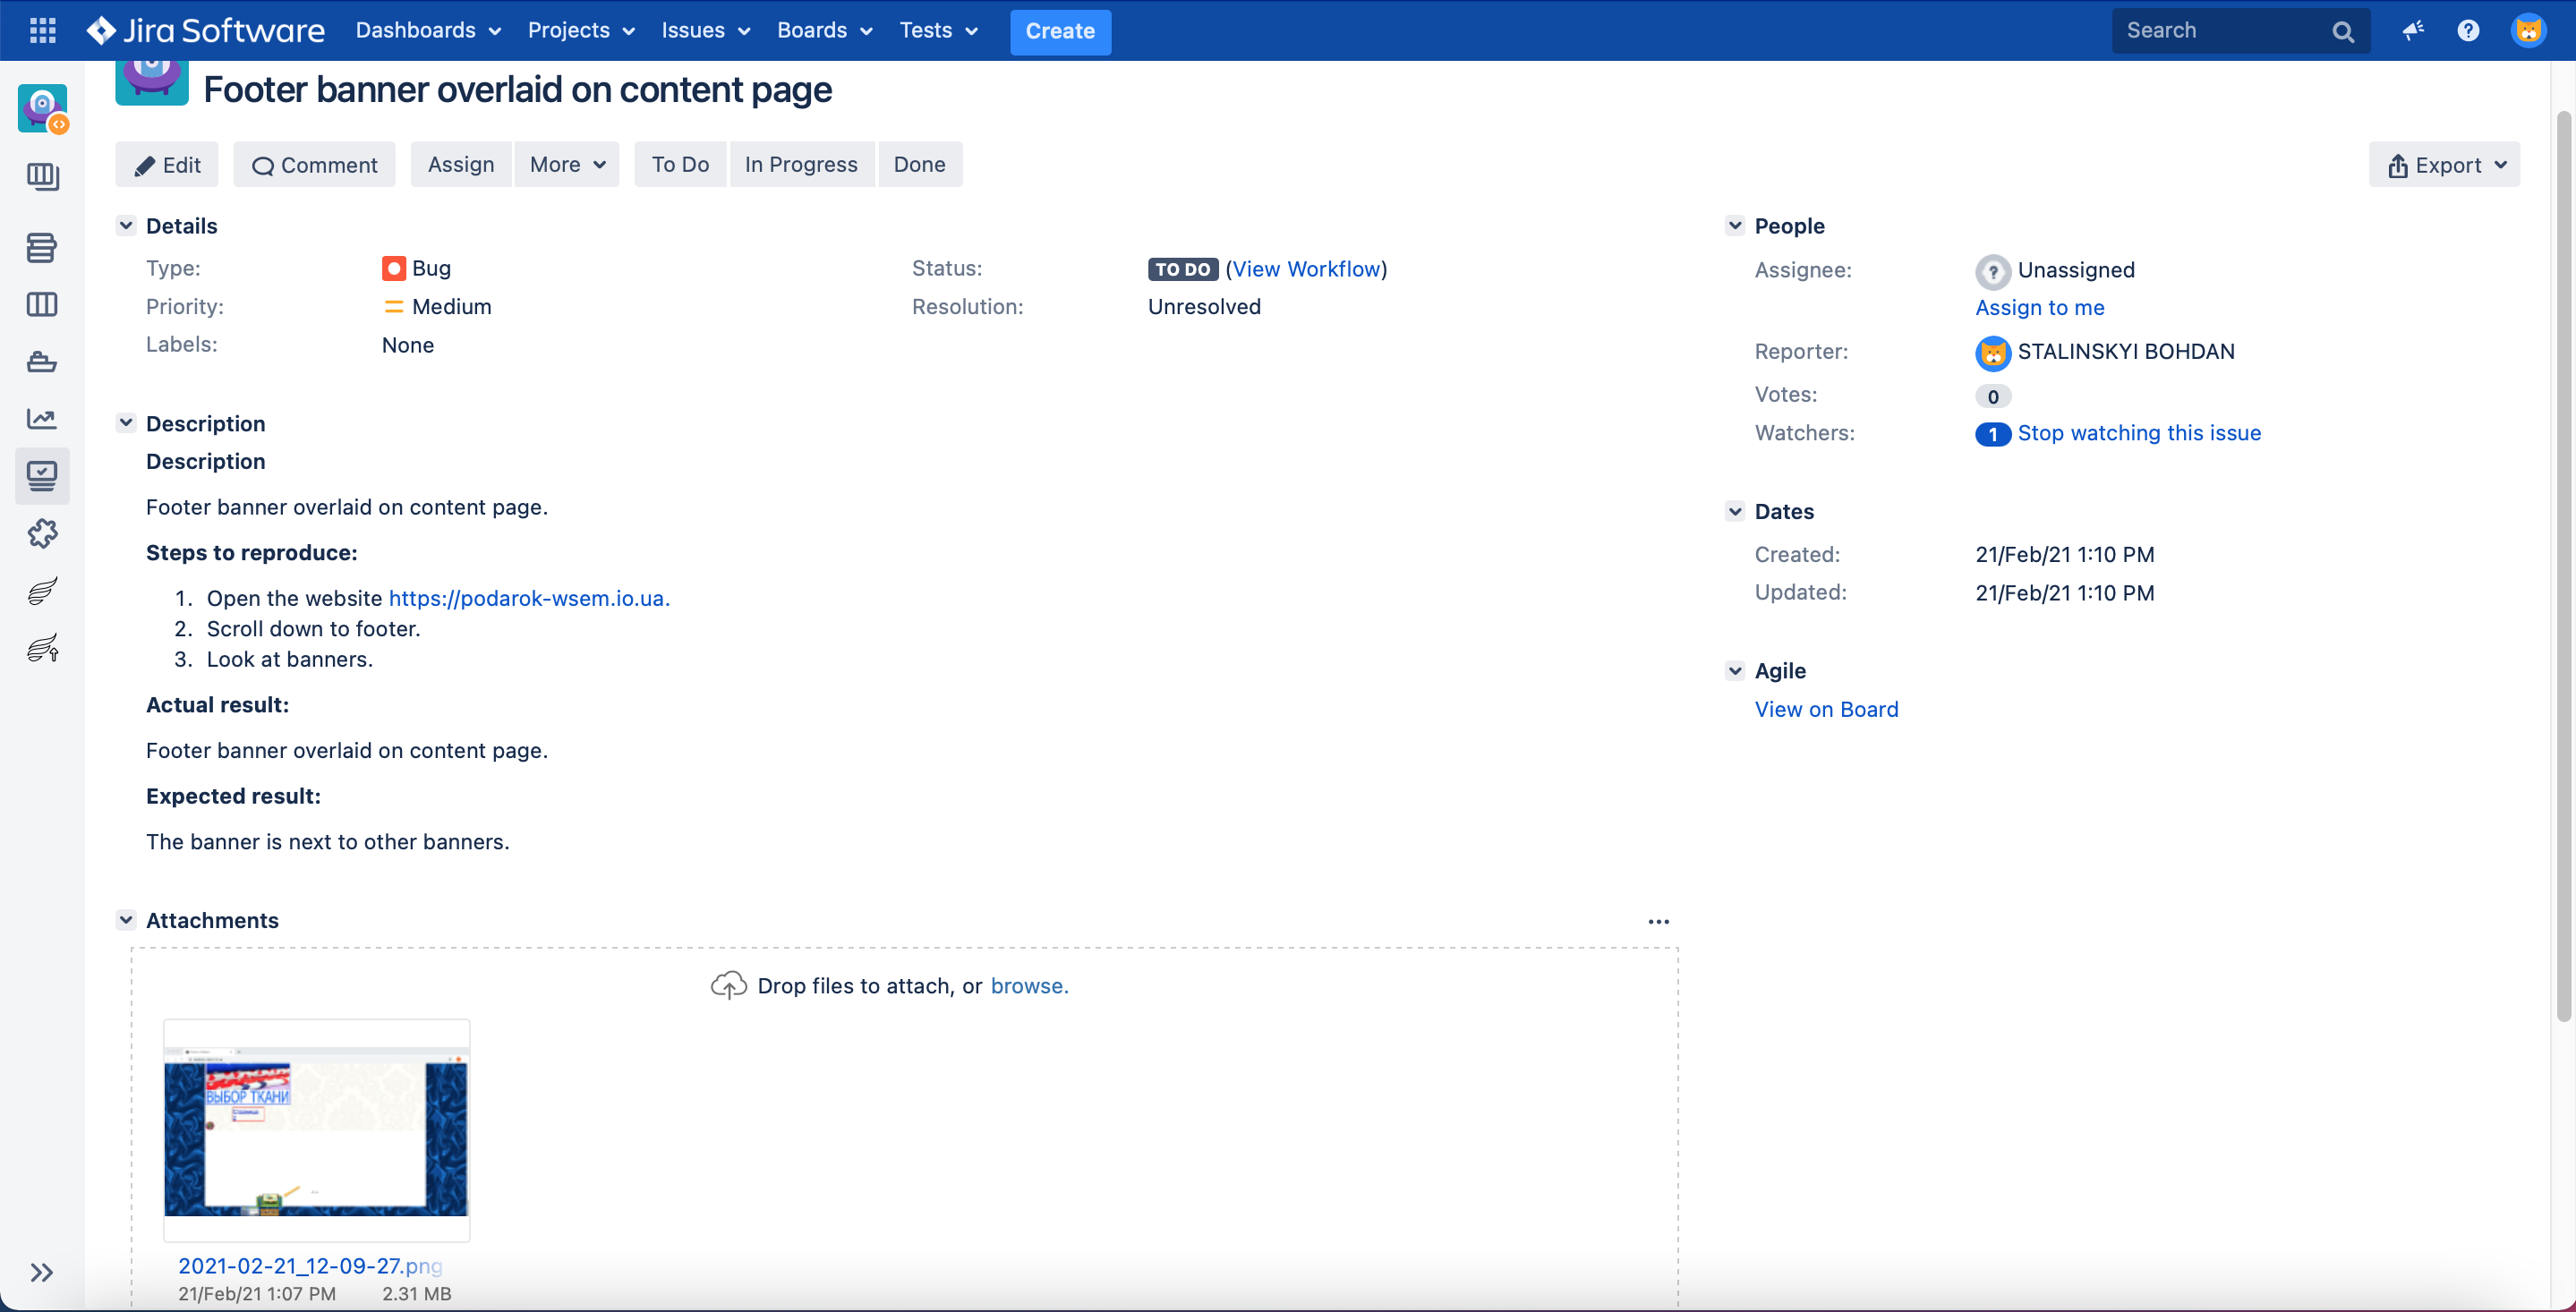 Jira Software Dashboards Projects Issues Boards Tests Create Search
Footer banner overlaid on content page
Edit Comment Assign More To Do In Progress Done Export
Details
Type: Bug
Status: TO DO (View Workflow)
Priority: Medium
Resolution: Unresolved
Labels: None
Description
Description
Footer banner overlaid on content page.
Steps to reproduce:
1. Open the website https://podarok-wsem.io.ua.
2. Scroll down to footer.
3. Look at banners.
Actual result:
Footer banner overlaid on content page.
Expected result:
The banner is next to other banners.
Attachments
Drop files to attach, or browse.
ВЫБОР ТКАНИ
2021-02-21_12-09-27.png
21/Feb/21 1:07 PM 2.31 MB
People
Assignee: Unassigned
Assign to me
Reporter: STALINSKYI BOHDAN
Votes: 0
Watchers: 1 Stop watching this issue
Dates
Created: 21/Feb/21 1:10 PM
Updated: 21/Feb/21 1:10 PM
Agile
View on Board